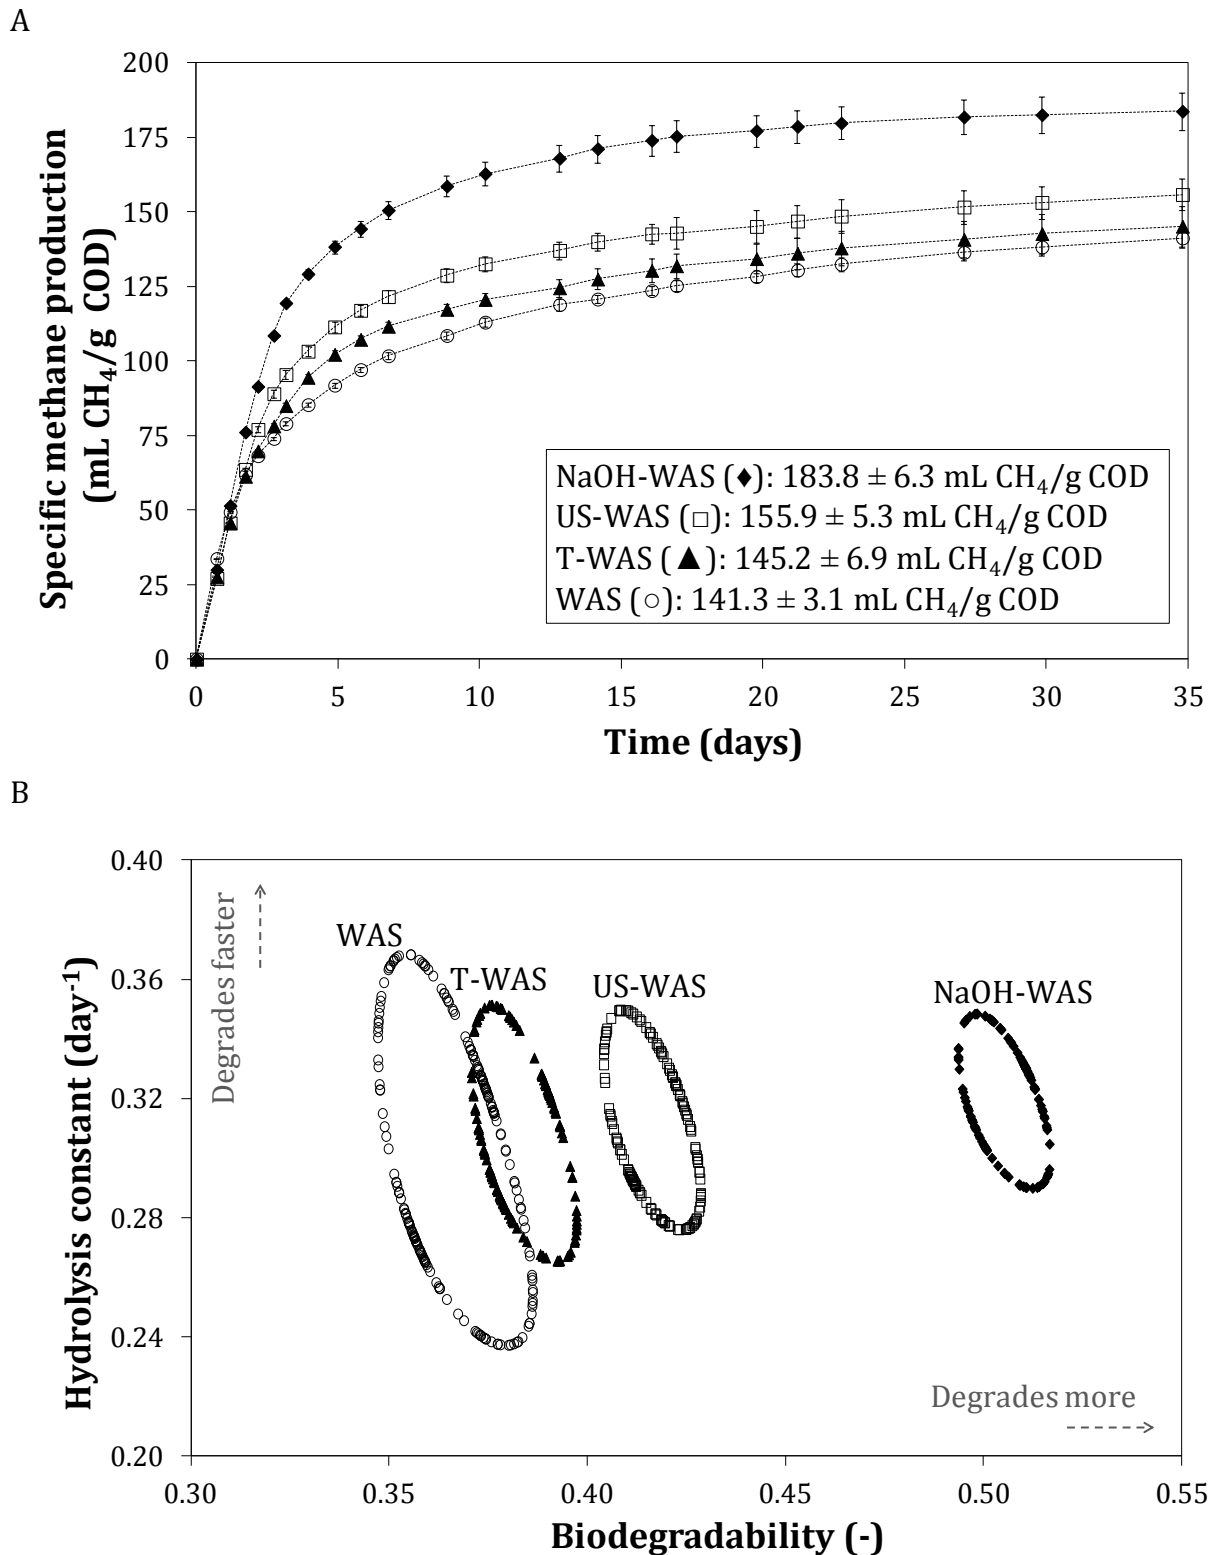 A
200
175
150
125
100
75
50
25
0
Specific methane production
(mL CH₄/g COD)
NaOH-WAS (♦): 183.8 ± 6.3 mL CH₄/g COD
US-WAS (□): 155.9 ± 5.3 mL CH₄/g COD
T-WAS (▲): 145.2 ± 6.9 mL CH₄/g COD
WAS (○): 141.3 ± 3.1 mL CH₄/g COD
0 5 10 15 20 25 30 35
Time (days)
B
0.40
0.36
0.32
0.28
0.24
0.20
Hydrolysis constant (day⁻¹)
Degrades faster
WAS
T-WAS
US-WAS
NaOH-WAS
Degrades more
0.30 0.35 0.40 0.45 0.50 0.55
Biodegradability (-)